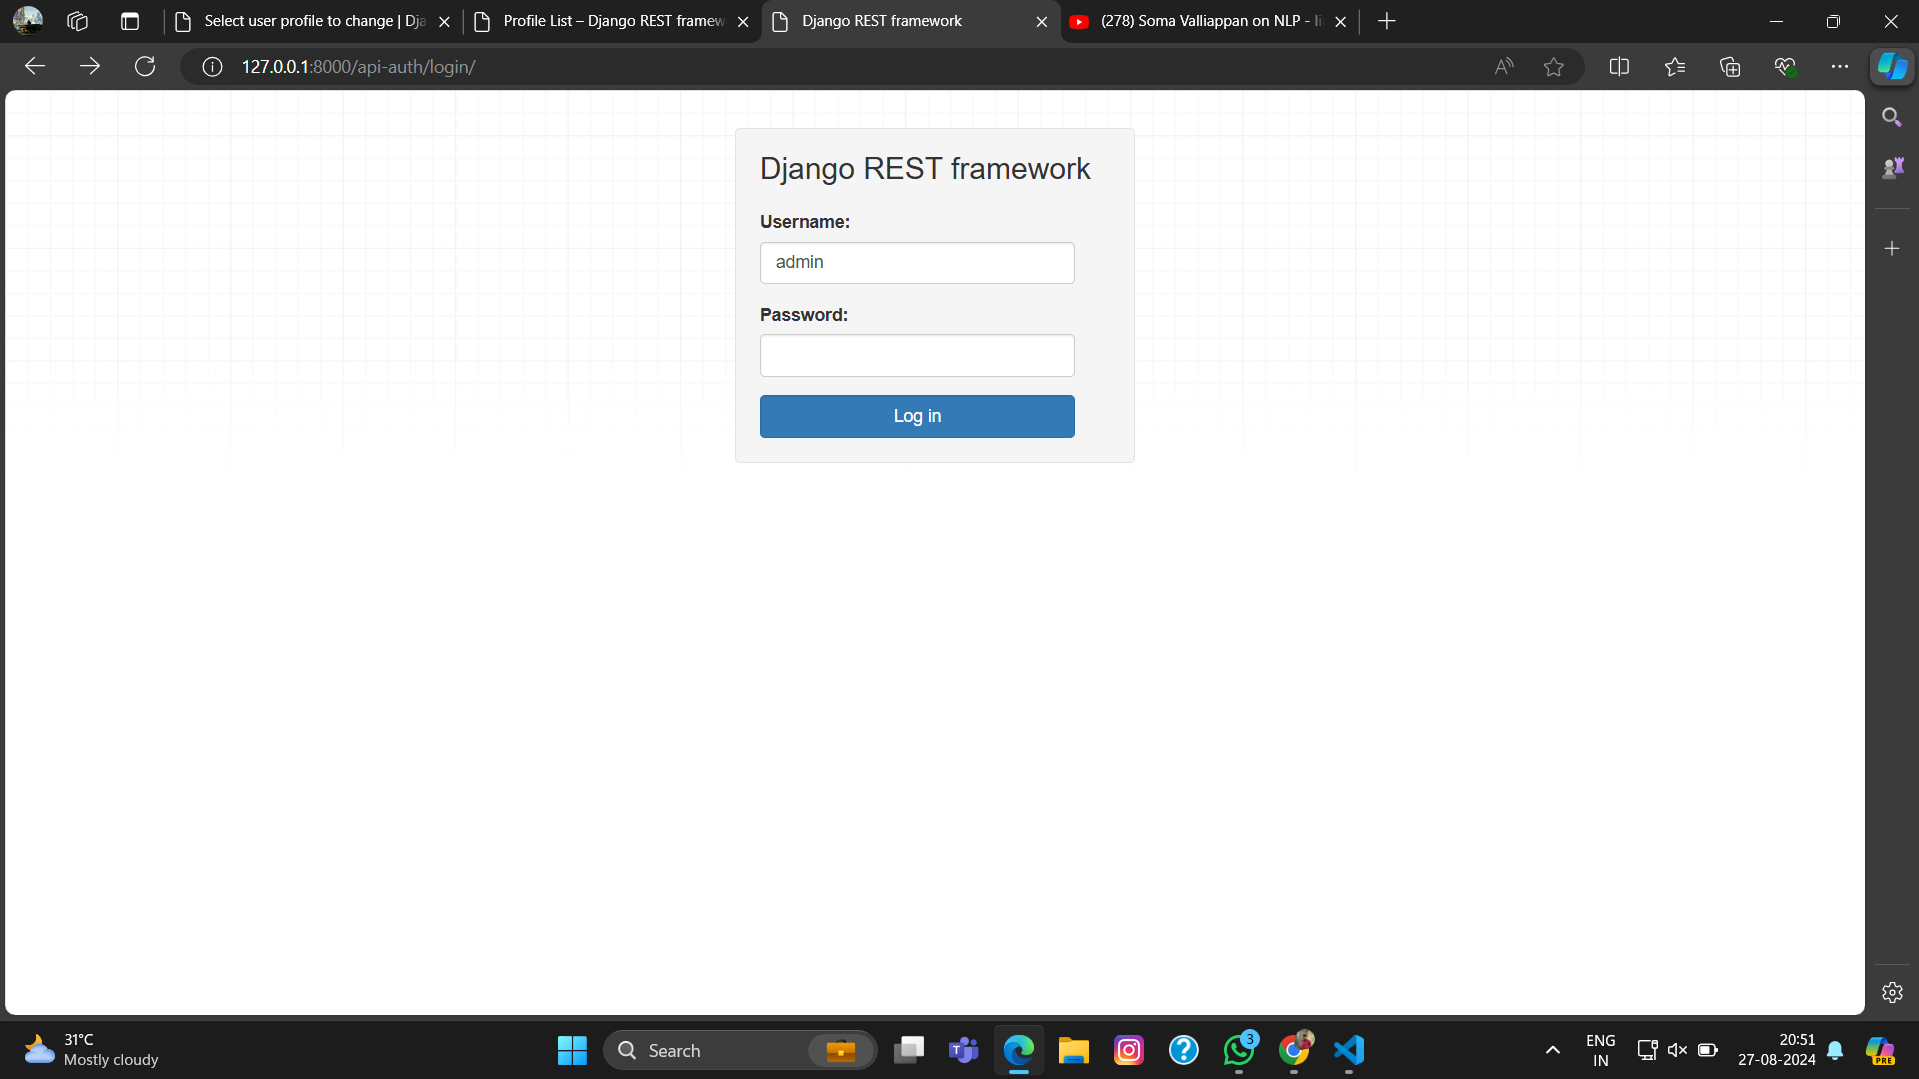 Select user profile to change | Dja
Profile List – Django REST framew
Django REST framework
(278) Soma Valliappan on NLP - li
127.0.0.1:8000/api-auth/login/
Django REST framework
Username:
admin
Password:
Log in
31°C
Mostly cloudy
Search
3
ENG
IN
20:51
27-08-2024
PRE